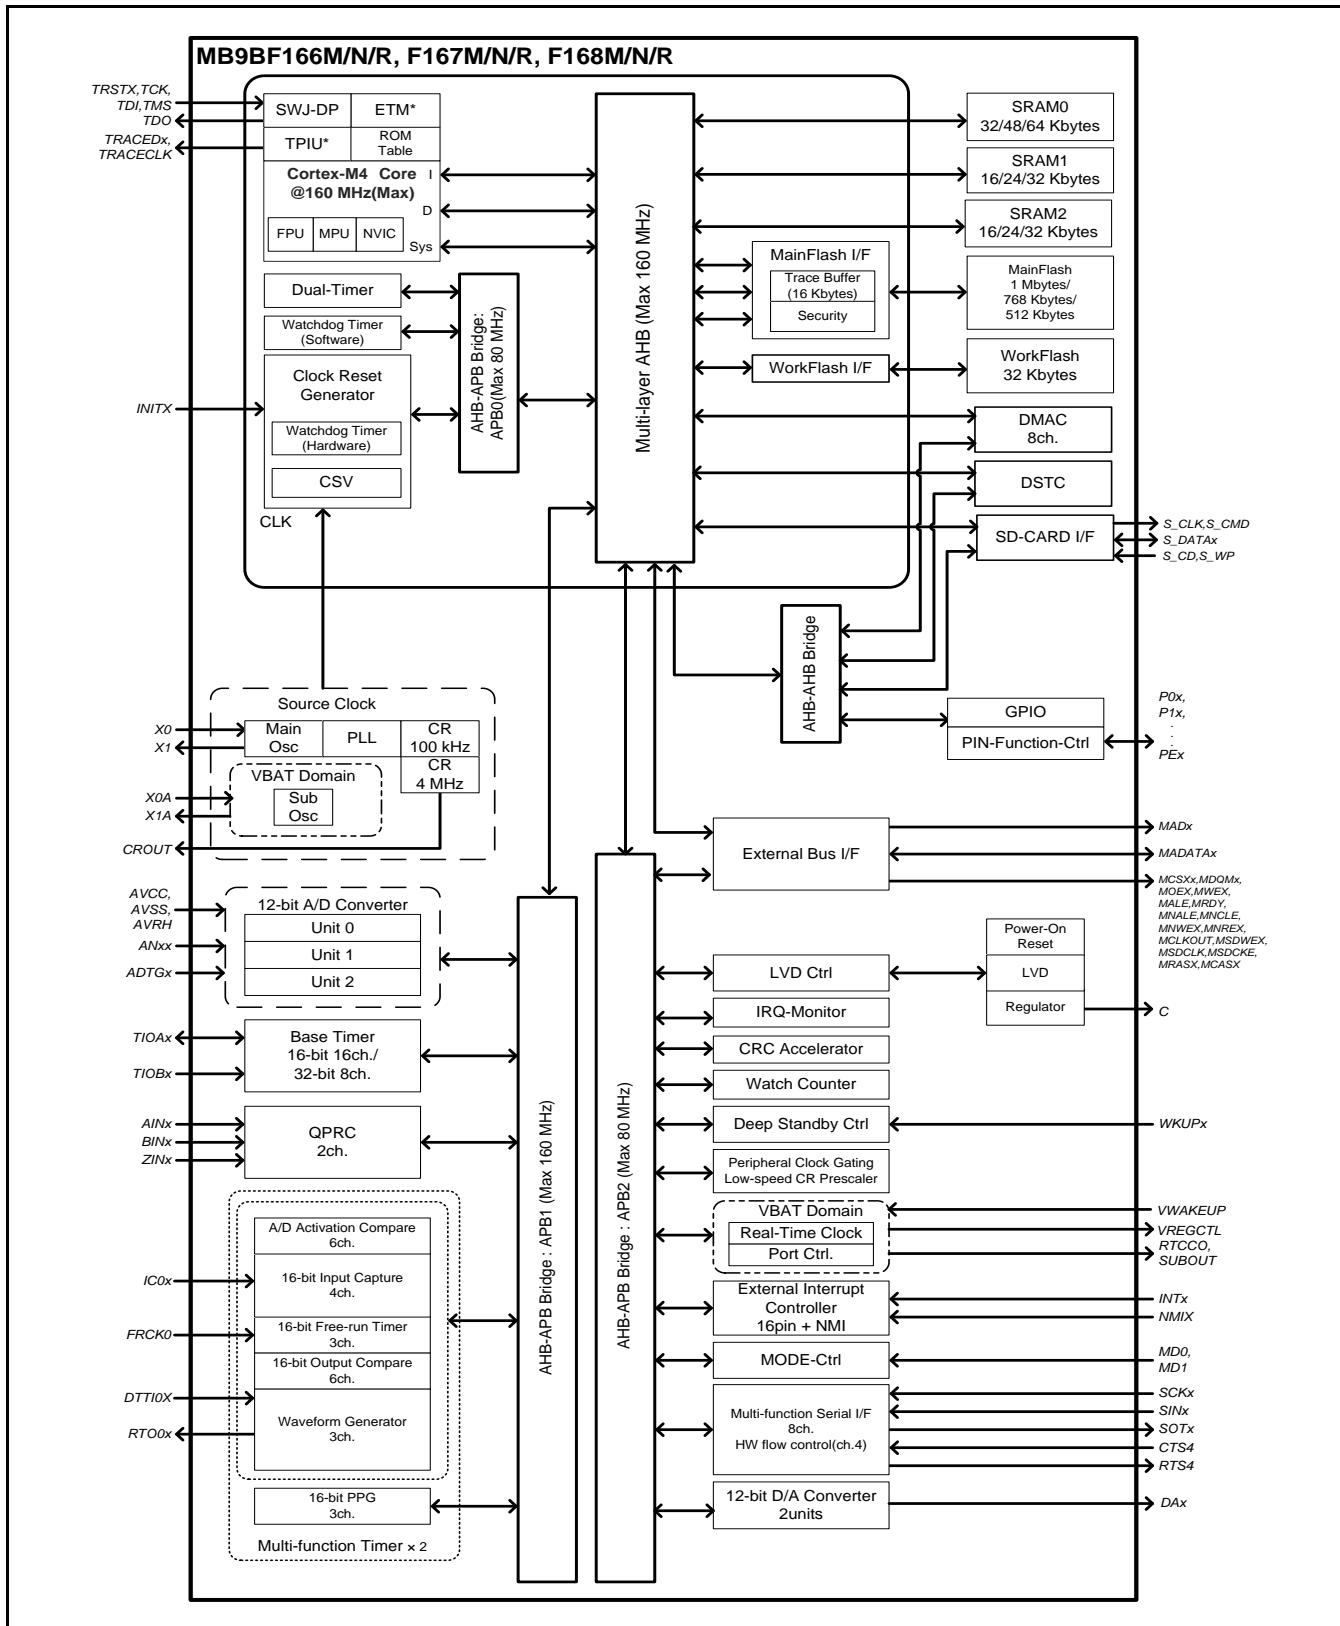 MB9BF166M/N/R, F167M/N/R, F168M/N/R
TRSTX,TCK,
TDI,TMS
TDO
TRACEDx,
TRACECLK
SWJ-DP
ETM*
TPIU*
ROM
Table
Cortex-M4 Core
@160 MHz(Max)
I
D
Sys
FPU
MPU
NVIC
Dual-Timer
Watchdog Timer
(Software)
Clock Reset
Generator
Watchdog Timer
(Hardware)
CSV
CLK
INITX
AHB-APB Bridge:
APB0(Max 80 MHz)
Multi-layer AHB (Max 160 MHz)
SRAM0
32/48/64 Kbytes
SRAM1
16/24/32 Kbytes
SRAM2
16/24/32 Kbytes
MainFlash I/F
Trace Buffer
(16 Kbytes)
Security
MainFlash
1 Mbytes/
768 Kbytes/
512 Kbytes
WorkFlash I/F
WorkFlash
32 Kbytes
DMAC
8ch.
DSTC
SD-CARD I/F
S_CLK,S_CMD
S_DATAx
S_CD,S_WP
AHB-AHB Bridge
GPIO
PIN-Function-Ctrl
P0x,
P1x,
.
.
PEx
Source Clock
X0
X1
Main
Osc
PLL
CR
100 kHz
CR
4 MHz
VBAT Domain
Sub
Osc
X0A
X1A
CROUT
External Bus I/F
MADx
MADATAx
MCSXx,MDQMx,
MOEX,MWEX,
MALE,MRDY,
MNALE,MNCLE,
MNWEX,MNREX,
MCLKOUT,MSDWEX,
MSDCLK,MSDCKE,
MRASX,MCASX
AVCC,
AVSS,
AVRH
ANxx
ADTGx
12-bit A/D Converter
Unit 0
Unit 1
Unit 2
Power-On
Reset
LVD
Regulator
C
LVD Ctrl
IRQ-Monitor
CRC Accelerator
Watch Counter
Deep Standby Ctrl
WKUPx
Peripheral Clock Gating
Low-speed CR Prescaler
TIOAx
TIOBx
Base Timer
16-bit 16ch./
32-bit 8ch.
AINx
BINx
ZINx
QPRC
2ch.
AHB-APB Bridge : APB1 (Max 160 MHz)
AHB-APB Bridge : APB2 (Max 80 MHz)
VBAT Domain
Real-Time Clock
Port Ctrl.
VWAKEUP
VREGCTL
RTCCO,
SUBOUT
A/D Activation Compare
6ch.
IC0x
16-bit Input Capture
4ch.
FRCK0
16-bit Free-run Timer
3ch.
16-bit Output Compare
6ch.
DTTI0X
RTO0x
Waveform Generator
3ch.
16-bit PPG
3ch.
Multi-function Timer × 2
External Interrupt
Controller
16pin + NMI
INTx
NMIX
MODE-Ctrl
MD0,
MD1
Multi-function Serial I/F
8ch.
HW flow control(ch.4)
SCKx
SINx
SOTx
CTS4
RTS4
12-bit D/A Converter
2units
DAx